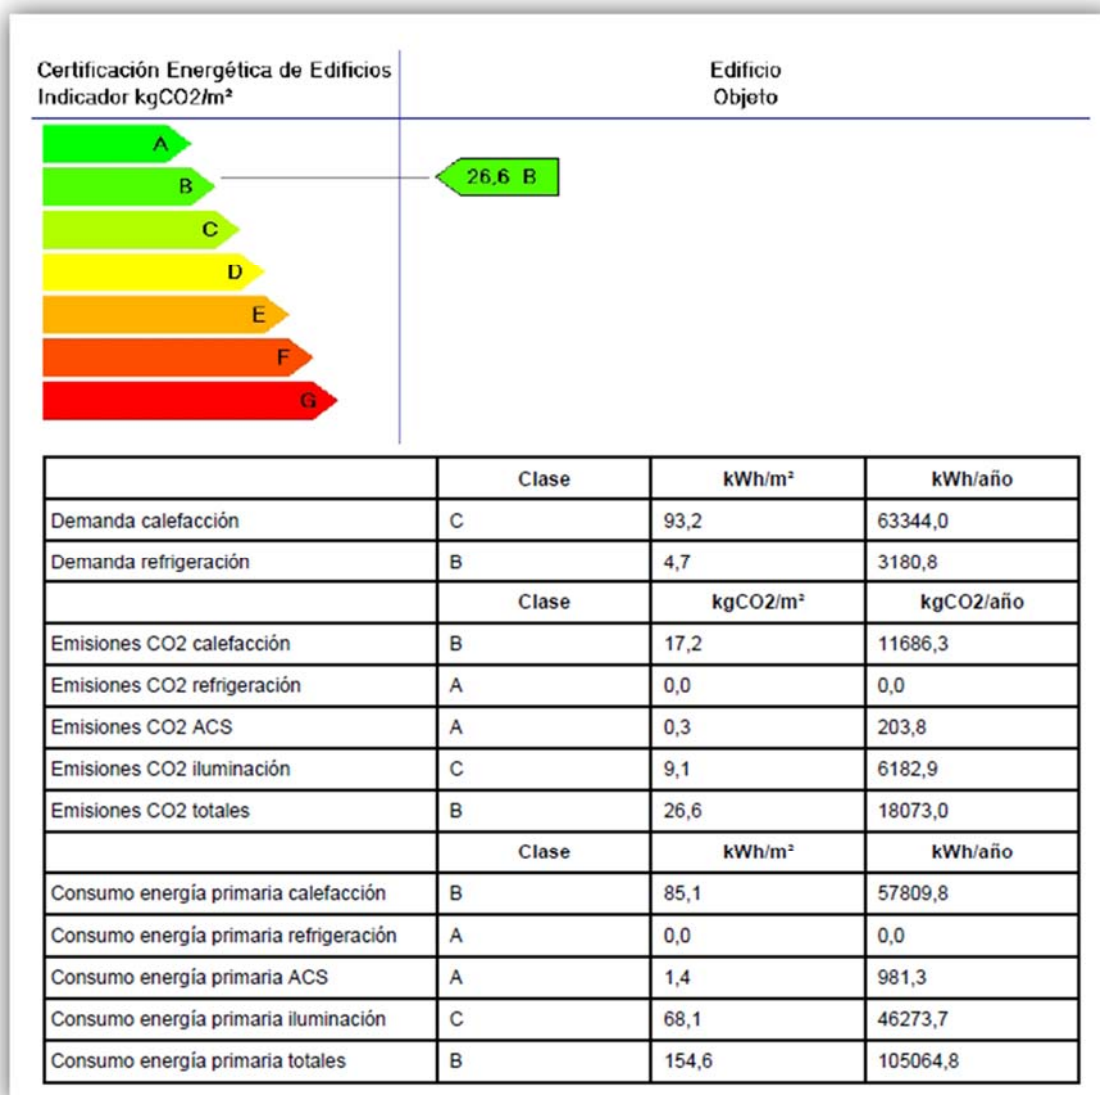 Certificación Energética de Edificios
Indicador kgCO2/m²
Edificio
Objeto
A
B
26,6 B
C
D
E
F
G
Clase kWh/m² kWh/año
Demanda calefacción C 93,2 63344,0
Demanda refrigeración B 4,7 3180,8
Clase kgCO2/m² kgCO2/año
Emisiones CO2 calefacción B 17,2 11686,3
Emisiones CO2 refrigeración A 0,0 0,0
Emisiones CO2 ACS A 0,3 203,8
Emisiones CO2 iluminación C 9,1 6182,9
Emisiones CO2 totales B 26,6 18073,0
Clase kWh/m² kWh/año
Consumo energía primaria calefacción B 85,1 57809,8
Consumo energía primaria refrigeración A 0,0 0,0
Consumo energía primaria ACS A 1,4 981,3
Consumo energía primaria iluminación C 68,1 46273,7
Consumo energía primaria totales B 154,6 105064,8